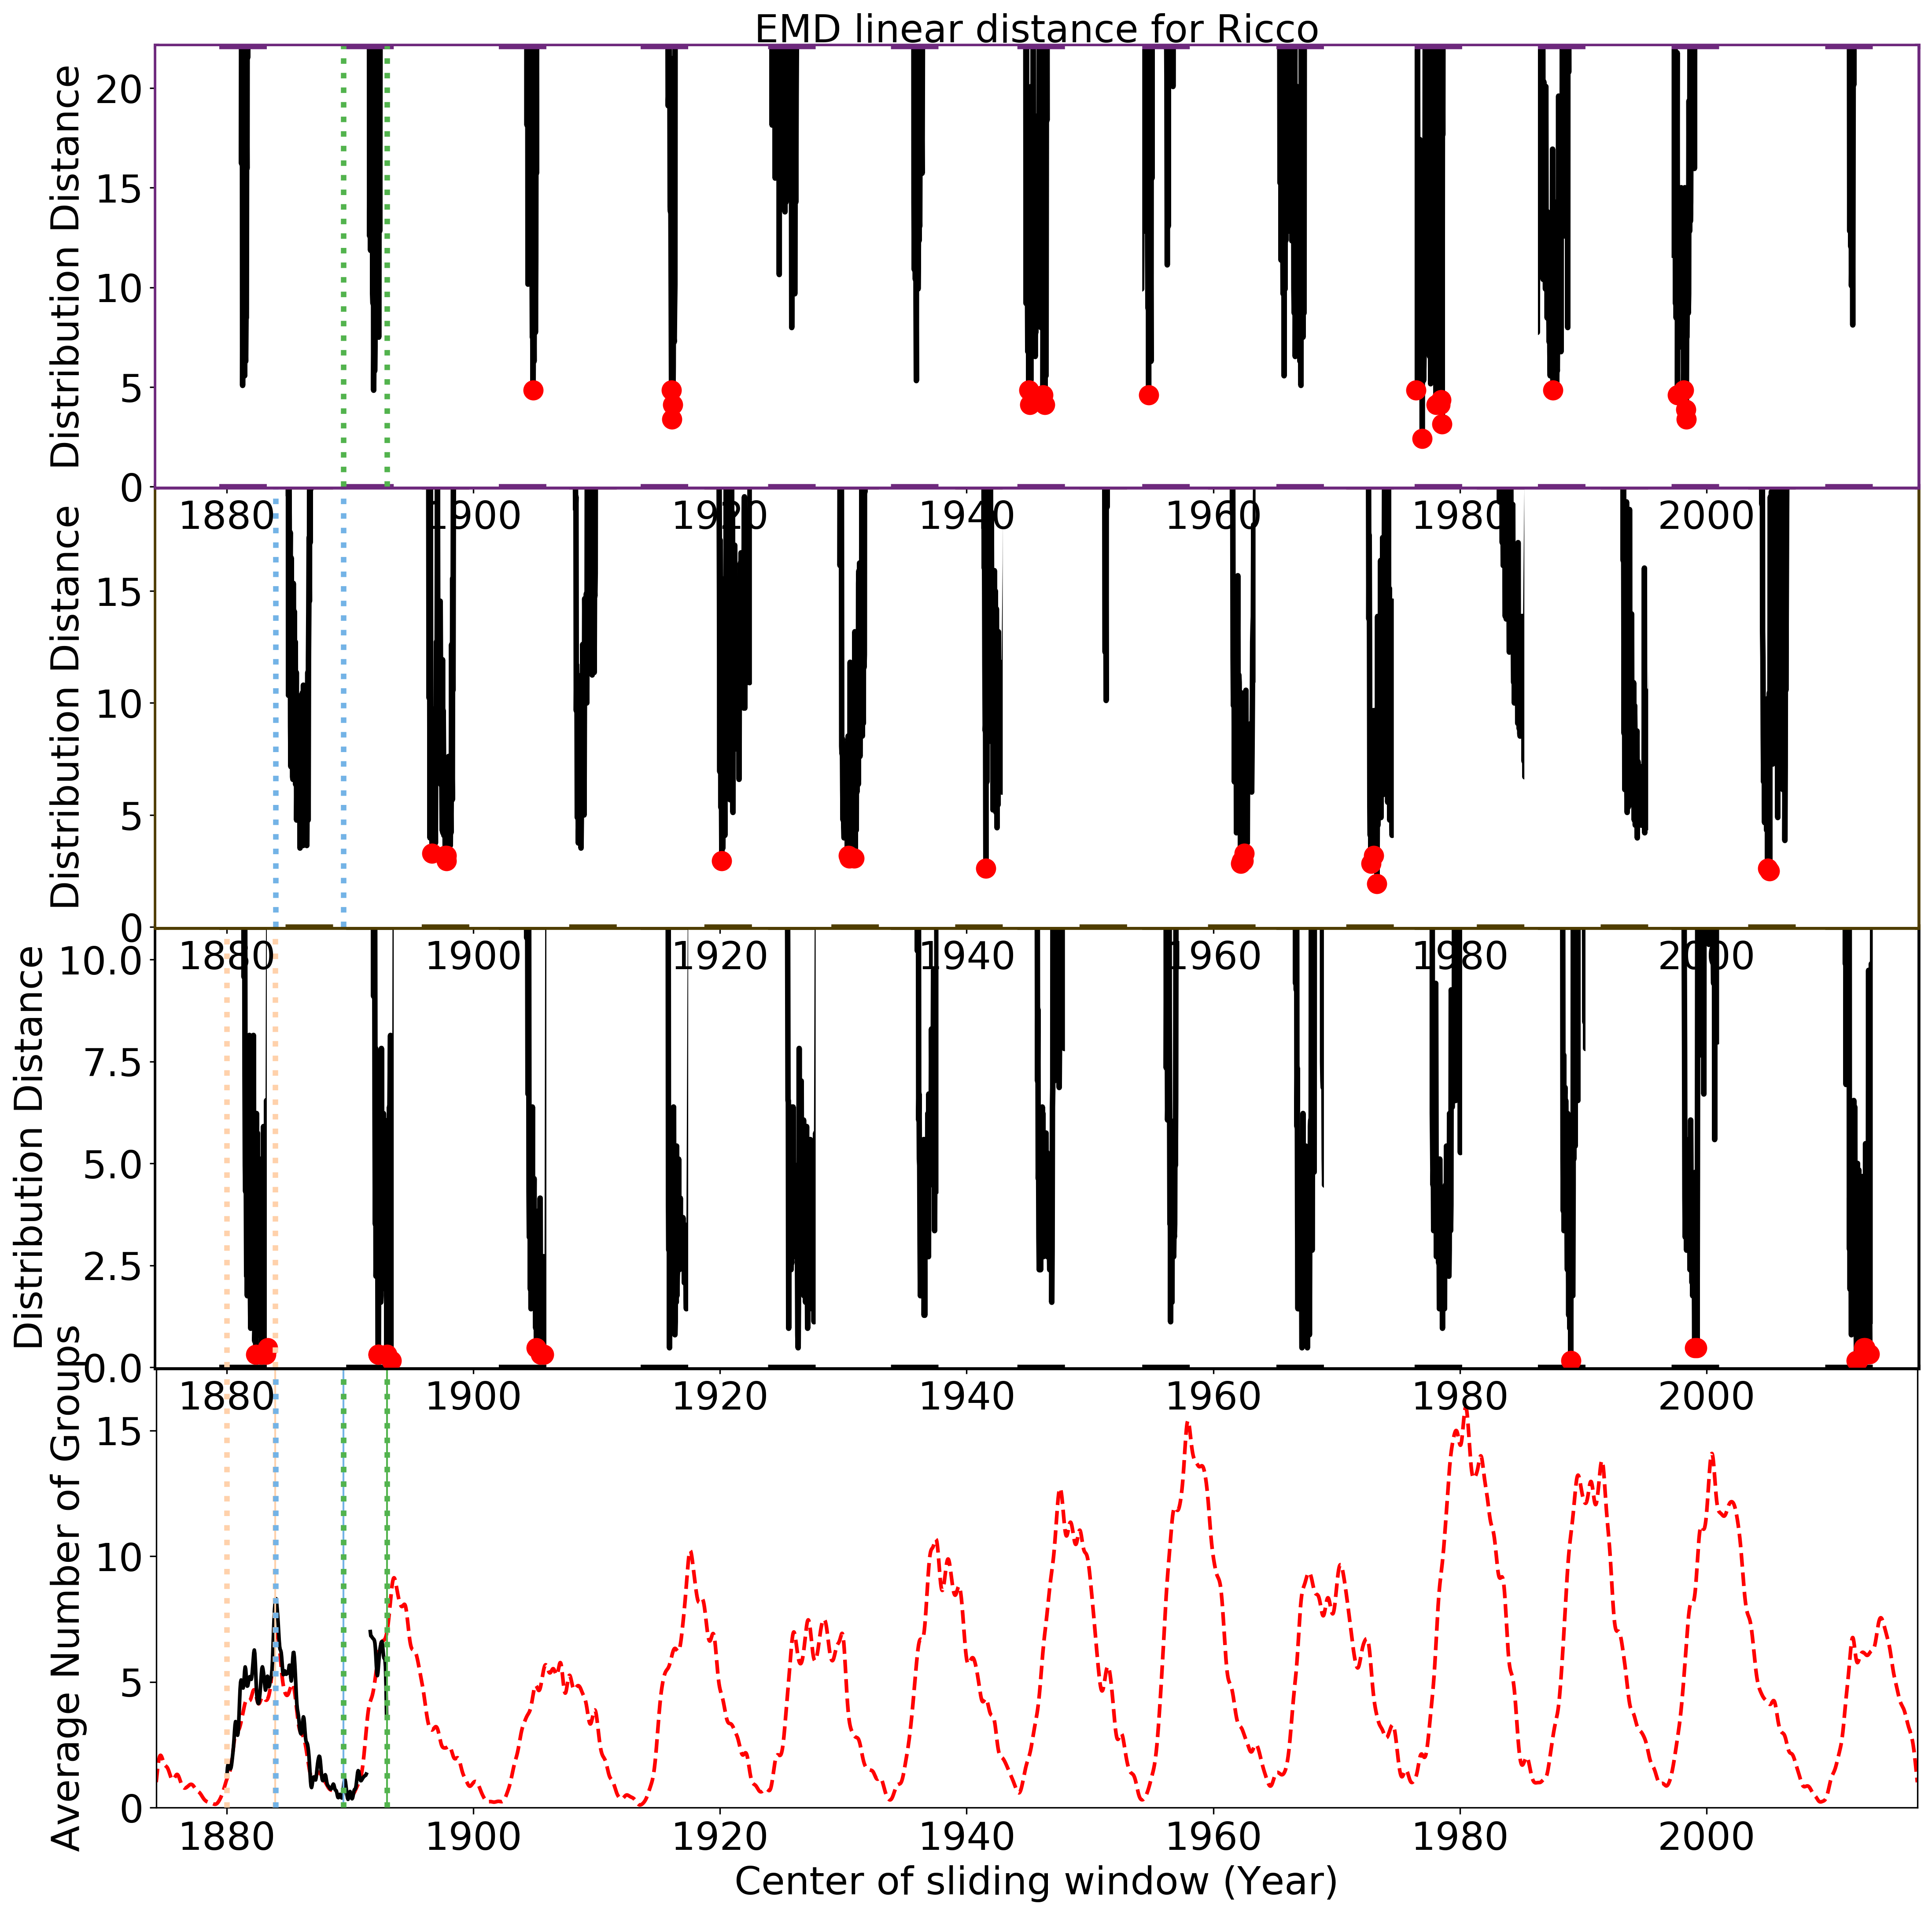 EMD linear distance for Ricco
Distribution Distance
20
15
10
5
0
1880 1900 1920 1940 1960 1980 2000
Distribution Distance
15
10
5
0
1880 1900 1920 1940 1960 1980 2000
Distribution Distance
10.0
7.5
5.0
2.5
0.0
1880 1900 1920 1940 1960 1980 2000
Average Number of Groups
15
10
5
0
1880 1900 1920 1940 1960 1980 2000
Center of sliding window (Year)